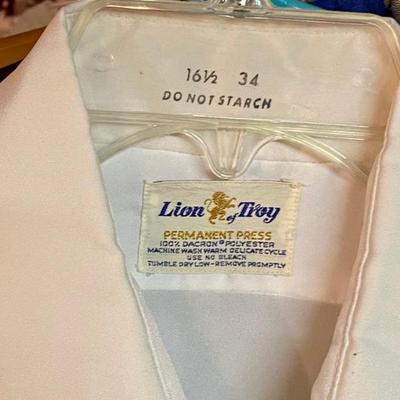 16½ 34
DO NOT STARCH
Lion of Troy
PERMANENT PRESS
100% DACRON® POLYESTER
MACHINE WASH WARM DELICATE CYCLE
USE NO BLEACH
TUMBLE DRY LOW-REMOVE PROMPTLY